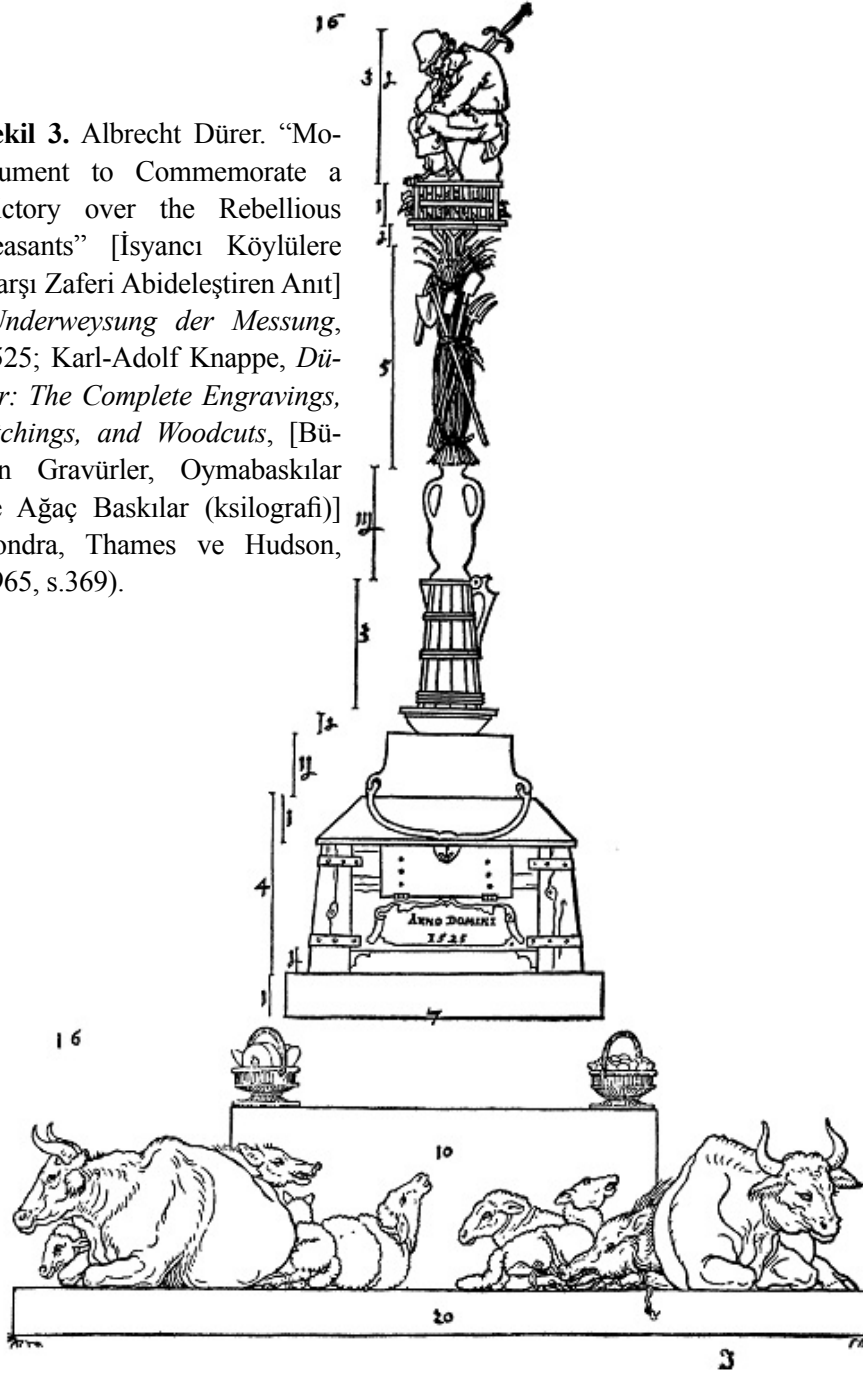 16
ekil 3. Albrecht Dürer. “Mo-
ument to Commemorate a
ictory over the Rebellious
easants” [İsyancı Köylülere
arşı Zaferi Abideleştiren Anıt]
Underweysung der Messung,
525; Karl-Adolf Knappe, Dü-
er: The Complete Engravings,
tchings, and Woodcuts, [Bü-
n Gravürler, Oymabaskılar
e Ağaç Baskılar (ksilografi)]
ondra, Thames ve Hudson,
965, s.369).
3
1
5
3
4
1
1
ANNO DOMINI
1525
1
7
16
10
20